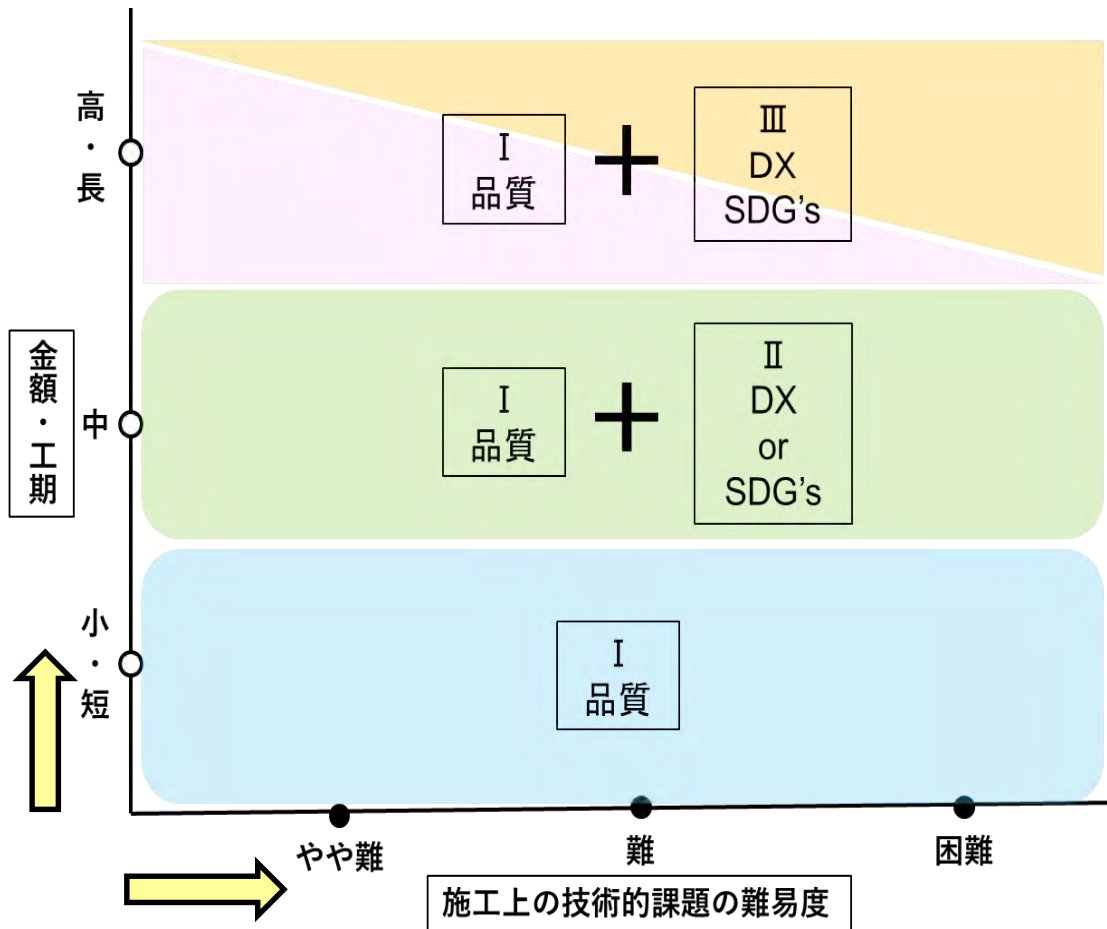 高・長
Ⅰ
品質
+
Ⅲ
DX
SDG's
金額・工期
中
Ⅰ
品質
+
Ⅱ
DX
or
SDG's
小・短
Ⅰ
品質
やや難
難
困難
施工上の技術的課題の難易度